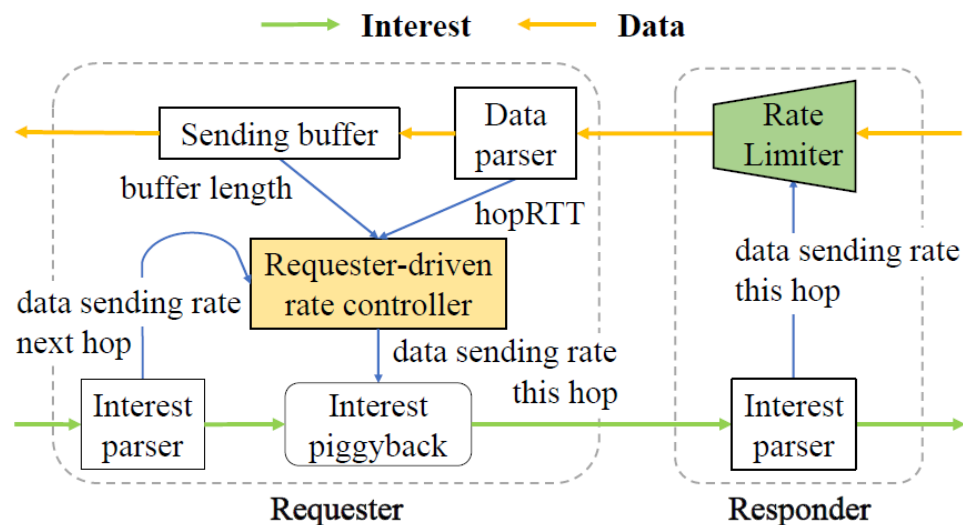 Interest
Data
Sending buffer
Data
parser
Rate
Limiter
buffer length
hopRTT
Requester-driven
rate controller
data sending rate
next hop
data sending rate
this hop
data sending rate
this hop
Interest
parser
Interest
piggyback
Interest
parser
Requester
Responder